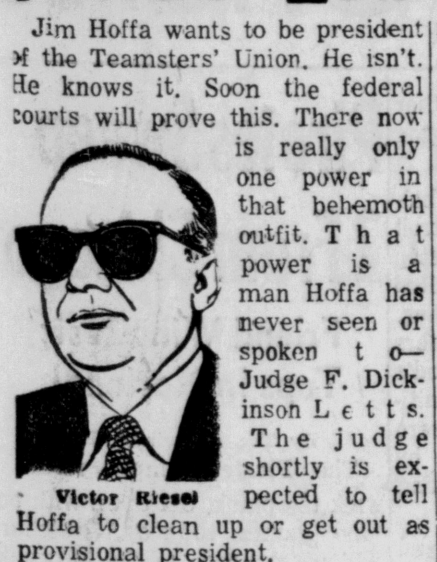 Jim Hoffa wants to be president
of the Teamsters' Union. He isn't.
He knows it. Soon the federal
courts will prove this. There now
is really only
one power in
that behemoth
outfit. That
power is a
man Hoffa has
never seen or
spoken to—
Judge F. Dick-
inson Letts.
The judge
shortly is ex-
pected to tell
Victor Riesel
Hoffa to clean up or get out as
provisional president.